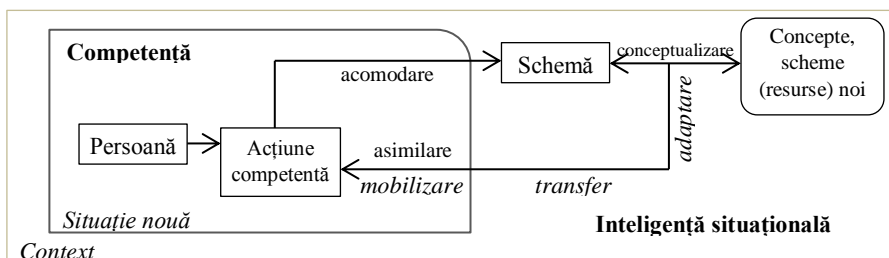 Competență
acomodare
Schemă
conceptualizare
Concepte,
scheme
(resurse) noi
adaptare
Persoană
Acțiune
competentă
asimilare
mobilizare
transfer
Situație nouă
Inteligență situațională
Context